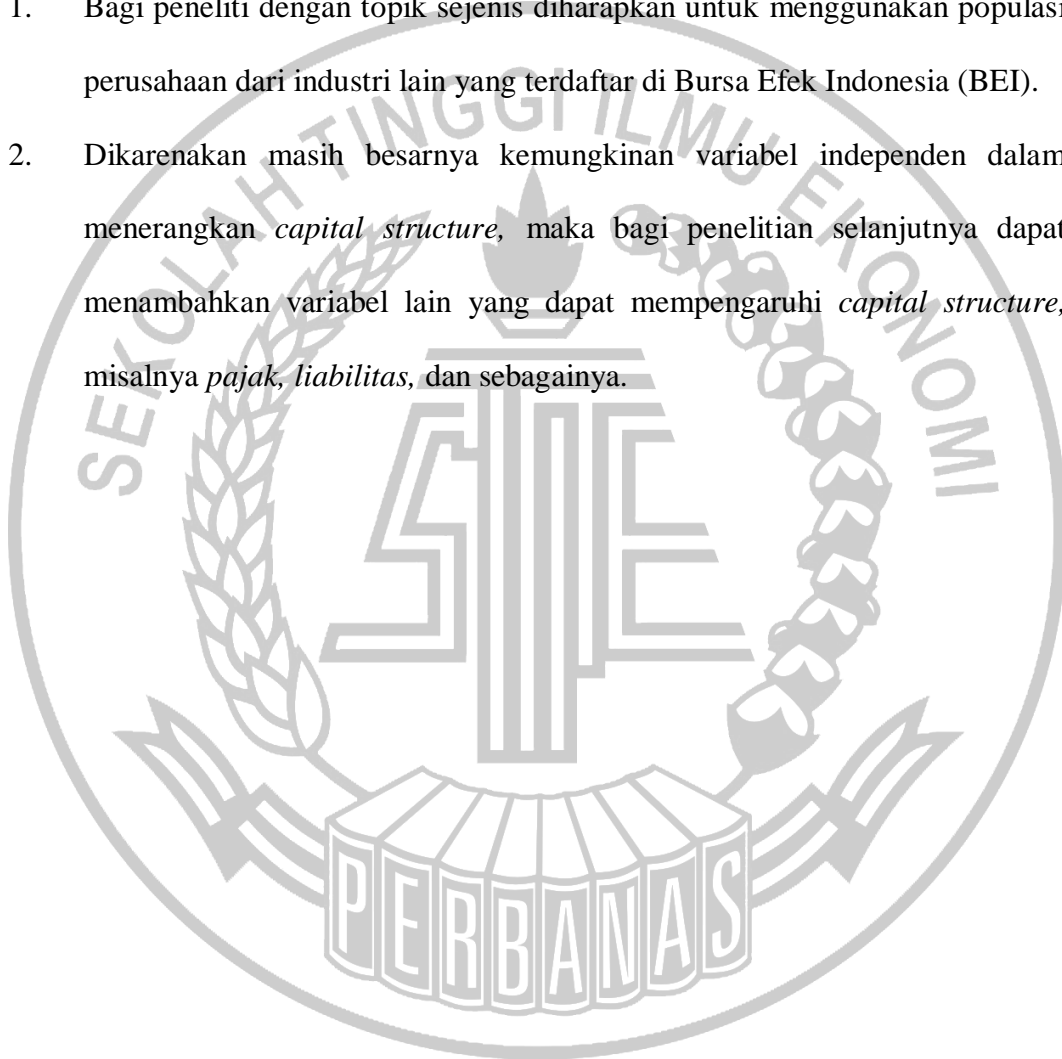 1. Bagi peneliti dengan topik sejenis diharapkan untuk menggunakan populasi
perusahaan dari industri lain yang terdaftar di Bursa Efek Indonesia (BEI).
2. Dikarenakan masih besarnya kemungkinan variabel independen dalam
menerangkan capital structure, maka bagi penelitian selanjutnya dapat
menambahkan variabel lain yang dapat mempengaruhi capital structure,
misalnya pajak, liabilitas, dan sebagainya.
SEKOLAH TINGGI ILMU EKONOMI
STIE
PERBANAS